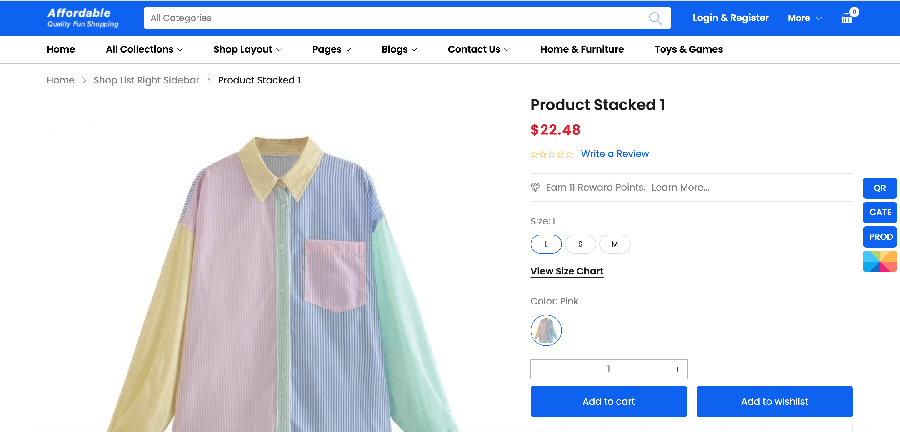 Affordable
Quality Fun Shopping
All Categories
Login & Register
More
0
Home
All Collections
Shop Layout
Pages
Blogs
Contact Us
Home & Furniture
Toys & Games
Home > Shop List Right Sidebar > Product Stacked 1
Product Stacked 1
$22.48
Write a Review
Earn 11 Reward Points. Learn More...
QR
CATE
PROD
Size: L
L
S
M
View Size Chart
Color: Pink
1
Add to cart
Add to wishlist